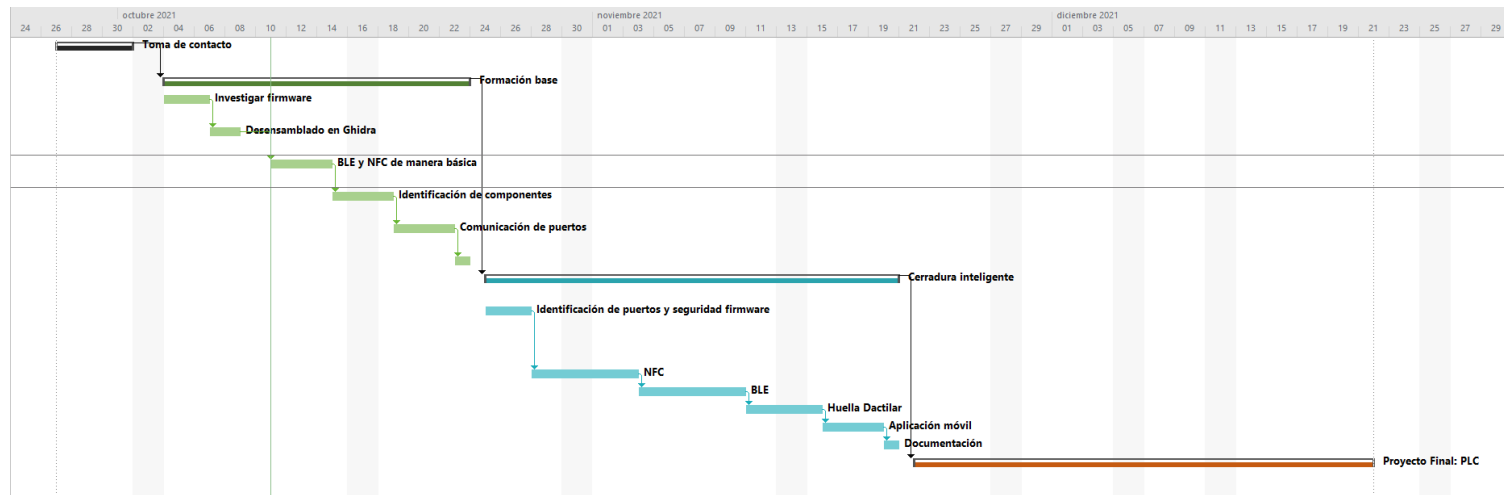 octubre 2021 noviembre 2021 diciembre 2021
24 26 28 30 02 04 06 08 10 12 14 16 18 20 22 24 26 28 30 01 03 05 07 09 11 13 15 17 19 21 23 25 27 29 01 03 05 07 09 11 13 15 17 19 21 23 25 27 29
Toma de contacto
Formación base
Investigar firmware
Desensamblado en Ghidra
BLE y NFC de manera básica
Identificación de componentes
Comunicación de puertos
Cerradura inteligente
Identificación de puertos y seguridad firmware
NFC
BLE
Huella Dactilar
Aplicación móvil
Documentación
Proyecto Final: PLC